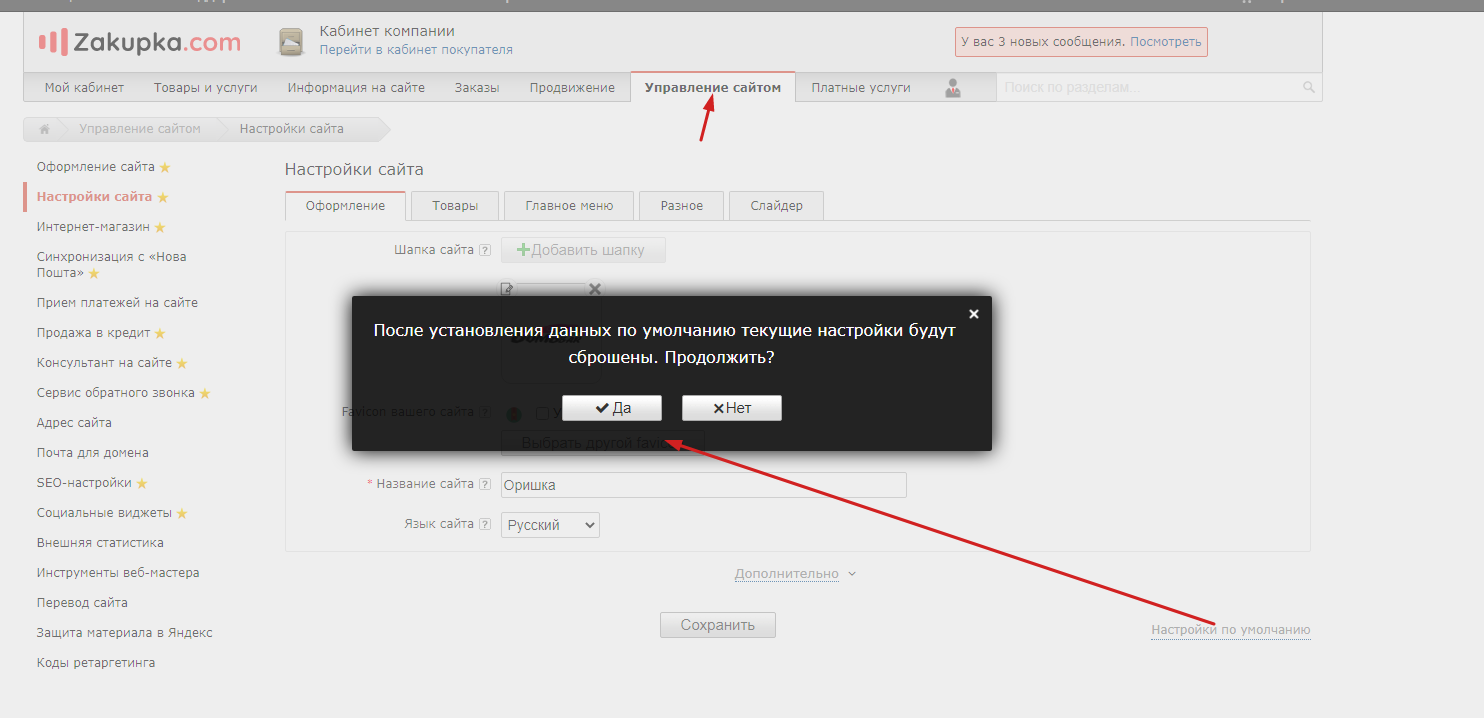 Zakupka.com
Кабинет компании
Перейти в кабинет покупателя
У вас 3 новых сообщения. Посмотреть
Мой кабинет Товары и услуги Информация на сайте Заказы Продвижение Управление сайтом Платные услуги Поиск по разделам...
Управление сайтом Настройки сайта
Оформление сайта
Настройки сайта
Интернет-магазин
Синхронизация с «Нова
Пошта»
Прием платежей на сайте
Продажа в кредит
Консультант на сайте
Сервис обратного звонка
Адрес сайта
Почта для домена
SEO-настройки
Социальные виджеты
Внешняя статистика
Инструменты веб-мастера
Перевод сайта
Защита материала в Яндекс
Коды ретаргетинга
Настройки сайта
Оформление Товары Главное меню Разное Слайдер
Шапка сайта ? Добавить шапку
После установления данных по умолчанию текущие настройки будут
сброшены. Продолжить?
Да Нет
Favicon вашего сайта ?
Выбрать другой
* Название сайта ? Оришка
Язык сайта ? Русский
Дополнительно
Сохранить
Настройки по умолчанию